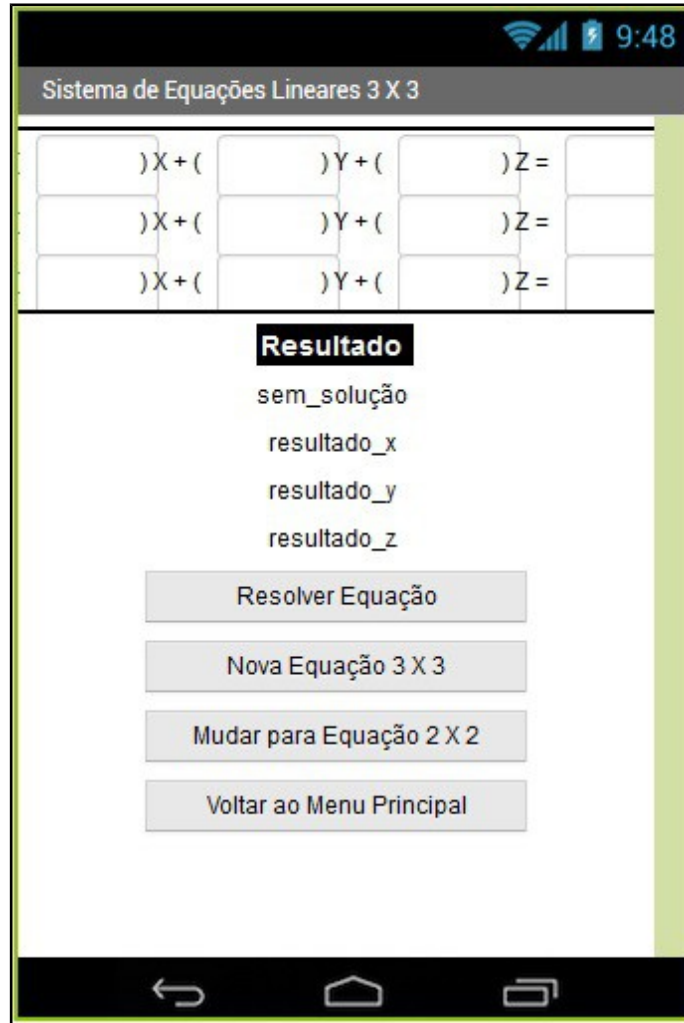 9:48
Sistema de Equações Lineares 3 X 3
) X + ( ) Y + ( ) Z =
) X + ( ) Y + ( ) Z =
) X + ( ) Y + ( ) Z =
Resultado
sem_solução
resultado_x
resultado_y
resultado_z
Resolver Equação
Nova Equação 3 X 3
Mudar para Equação 2 X 2
Voltar ao Menu Principal